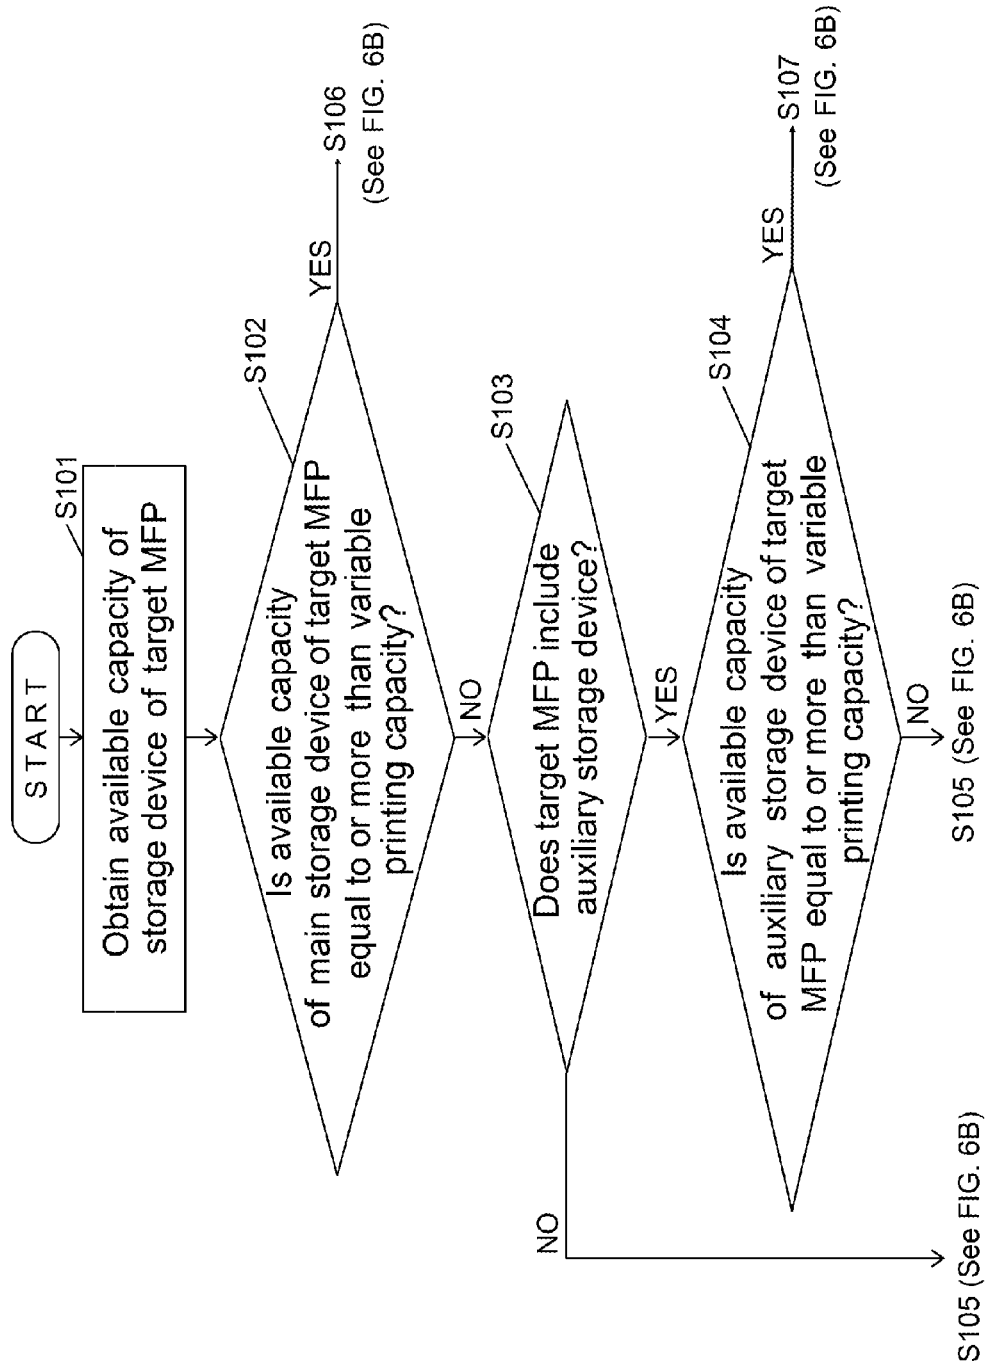 START
S101
Obtain available capacity of
storage device of target MFP
S102
Is available capacity
of main storage device of target MFP
equal to or more than variable
printing capacity?
YES
S106
(See FIG. 6B)
NO
S103
Does target MFP include
auxiliary storage device?
NO
S105 (See FIG. 6B)
YES
S104
Is available capacity
of auxiliary storage device of target
MFP equal to or more than variable
printing capacity?
YES
S107
(See FIG. 6B)
NO
S105 (See FIG. 6B)